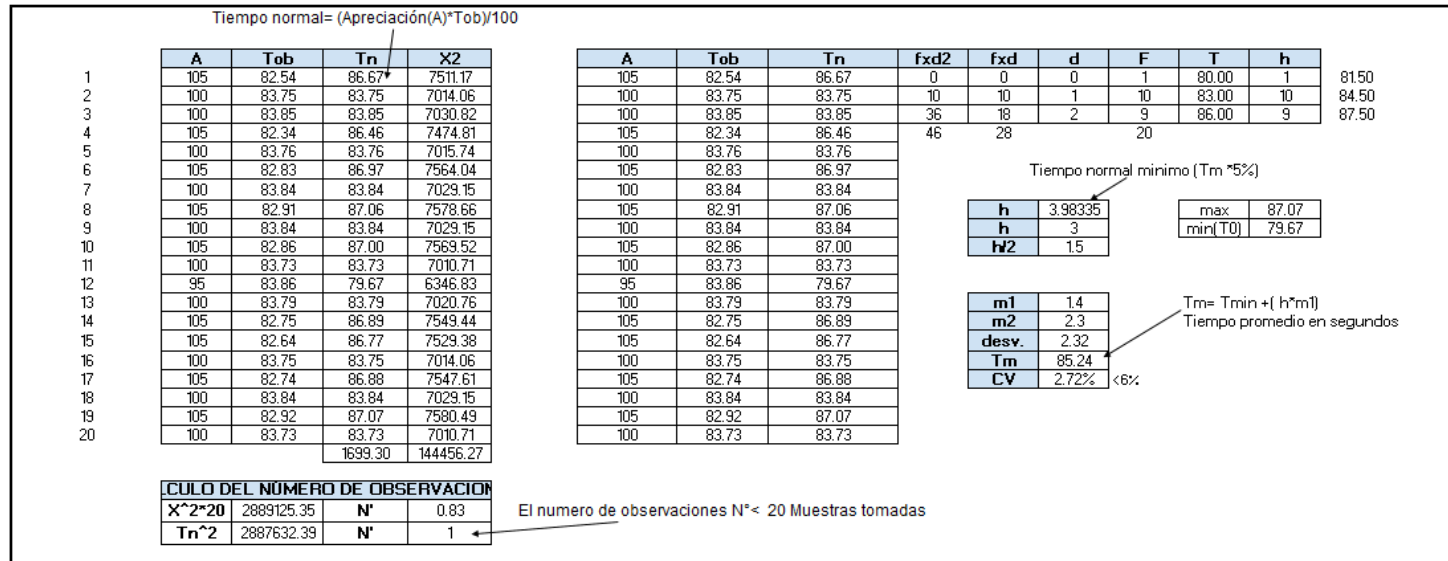 Tiempo normal= (Apreciación(A)*Tob)/100
A Tob Tn X2 A Tob Tn fxd2 fxd d F T h
1 105 82.54 86.67 7511.17 105 82.54 86.67 0 0 0 1 80.00 1 81.50
2 100 83.75 83.75 7014.06 100 83.75 83.75 10 10 1 10 83.00 10 84.50
3 100 83.85 83.85 7030.82 100 83.85 83.85 36 18 2 9 86.00 9 87.50
4 105 82.34 86.46 7474.81 105 82.34 86.46 46 28 20
5 100 83.76 83.76 7015.74 100 83.76 83.76
6 105 82.83 86.97 7564.04 105 82.83 86.97 Tiempo normal minimo (Tm *5%)
7 100 83.84 83.84 7029.15 100 83.84 83.84
8 105 82.91 87.06 7578.66 105 82.91 87.06 h 3.98335 max 87.07
9 100 83.84 83.84 7029.15 100 83.84 83.84 h 3 min(T0) 79.67
10 105 82.86 87.00 7569.52 105 82.86 87.00 h/2 1.5
11 100 83.73 83.73 7010.71 100 83.73 83.73
12 95 83.86 79.67 6346.83 95 83.86 79.67
13 100 83.79 83.79 7020.76 100 83.79 83.79 m1 1.4 Tm= Tmin +( h*m1)
14 105 82.75 86.89 7549.44 105 82.75 86.89 m2 2.3 Tiempo promedio en segundos
15 105 82.64 86.77 7529.38 105 82.64 86.77 desv. 2.32
16 100 83.75 83.75 7014.06 100 83.75 83.75 Tm 85.24
17 105 82.74 86.88 7547.61 105 82.74 86.88 CV 2.72% <6%
18 100 83.84 83.84 7029.15 100 83.84 83.84
19 105 82.92 87.07 7580.49 105 82.92 87.07
20 100 83.73 83.73 7010.71 100 83.73 83.73
1699.30 144456.27
.CULO DEL NÚMERO DE OBSERVACION
X^2*20 2889125.35 N' 0.83 El numero de observaciones N°< 20 Muestras tomadas
Tn^2 2887632.39 N' 1